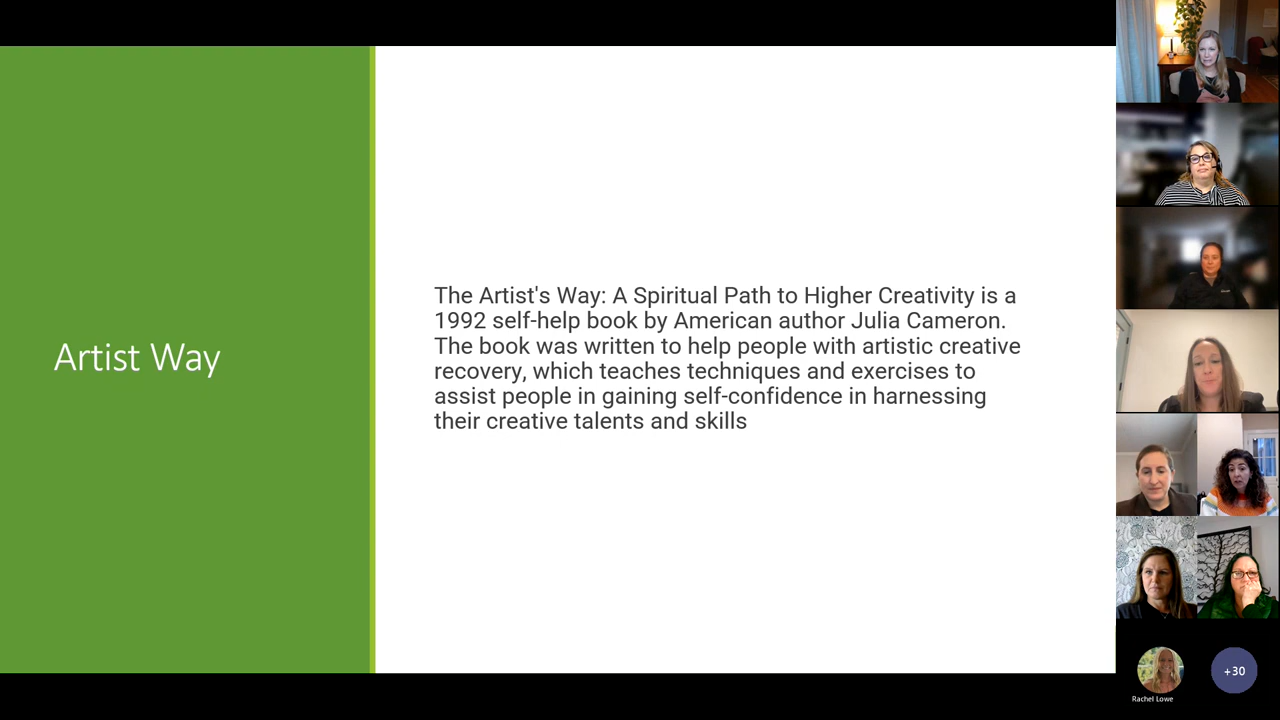 Artist Way
The Artist's Way: A Spiritual Path to Higher Creativity is a
1992 self-help book by American author Julia Cameron.
The book was written to help people with artistic creative
recovery, which teaches techniques and exercises to
assist people in gaining self-confidence in harnessing
their creative talents and skills
Rachel Lowe
+30